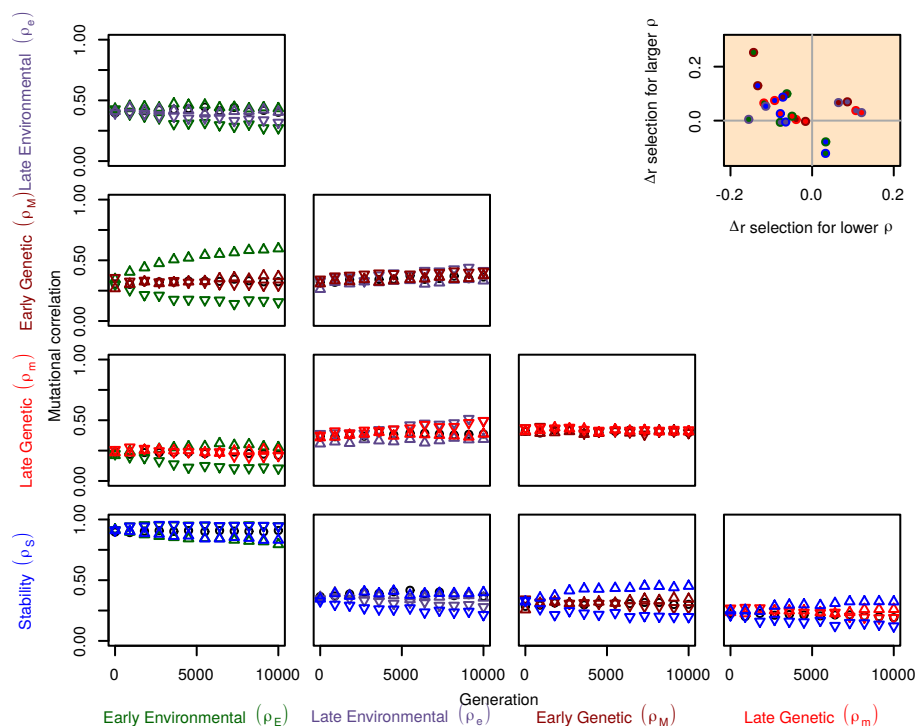 Late Environmental (ρe)
1.00
0.50
0.00
Δr selection for larger ρ
0.2
0.0
-0.2 0.0 0.2
Δr selection for lower ρ
Early Genetic (ρM)
Mutational correlation
1.00
0.50
0.00
Late Genetic (ρm)
1.00
0.50
0.00
Stability (ρS)
1.00
0.50
0.00
0 5000 10000 0 5000 10000 0 5000 10000 0 5000 10000
Generation
Early Environmental (ρE) Late Environmental (ρe) Early Genetic (ρM) Late Genetic (ρm)